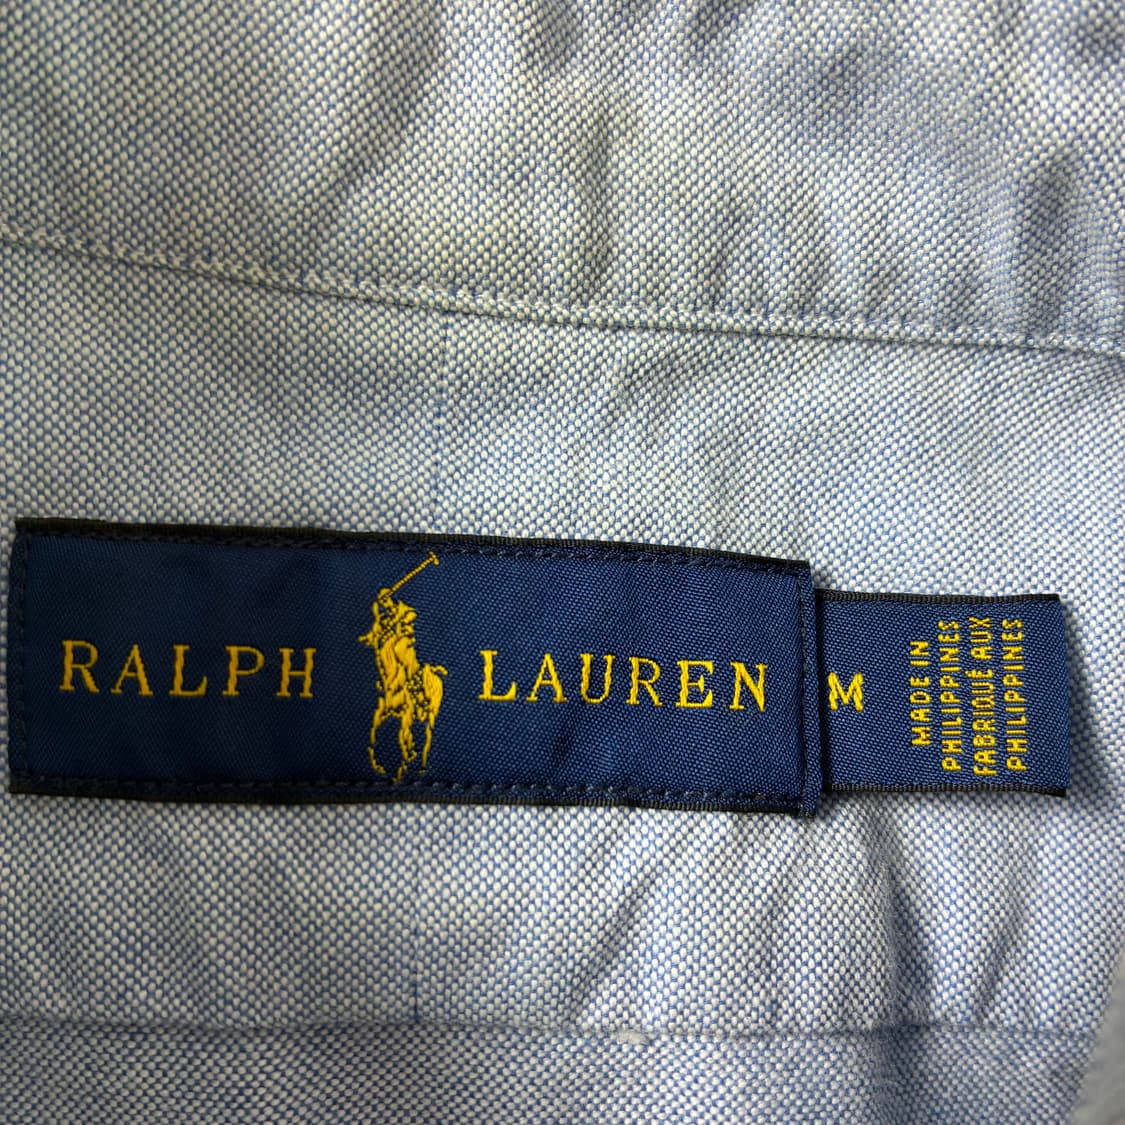 RALPH LAUREN
M
MADE IN
PHILIPPINES
FABRIQUÉ AUX
PHILIPPINES